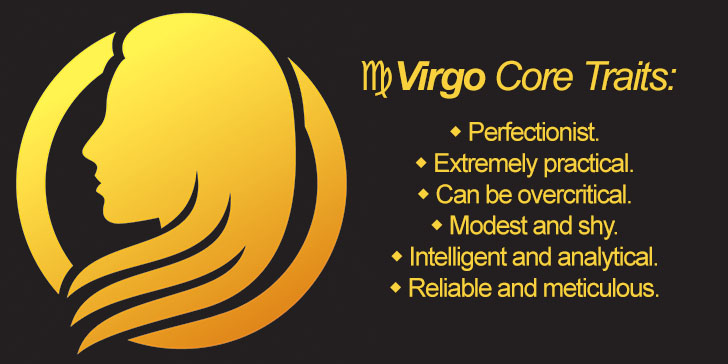 ♍ Virgo Core Traits:
◆ Perfectionist.
◆ Extremely practical.
◆ Can be overcritical.
◆ Modest and shy.
◆ Intelligent and analytical.
◆ Reliable and meticulous.